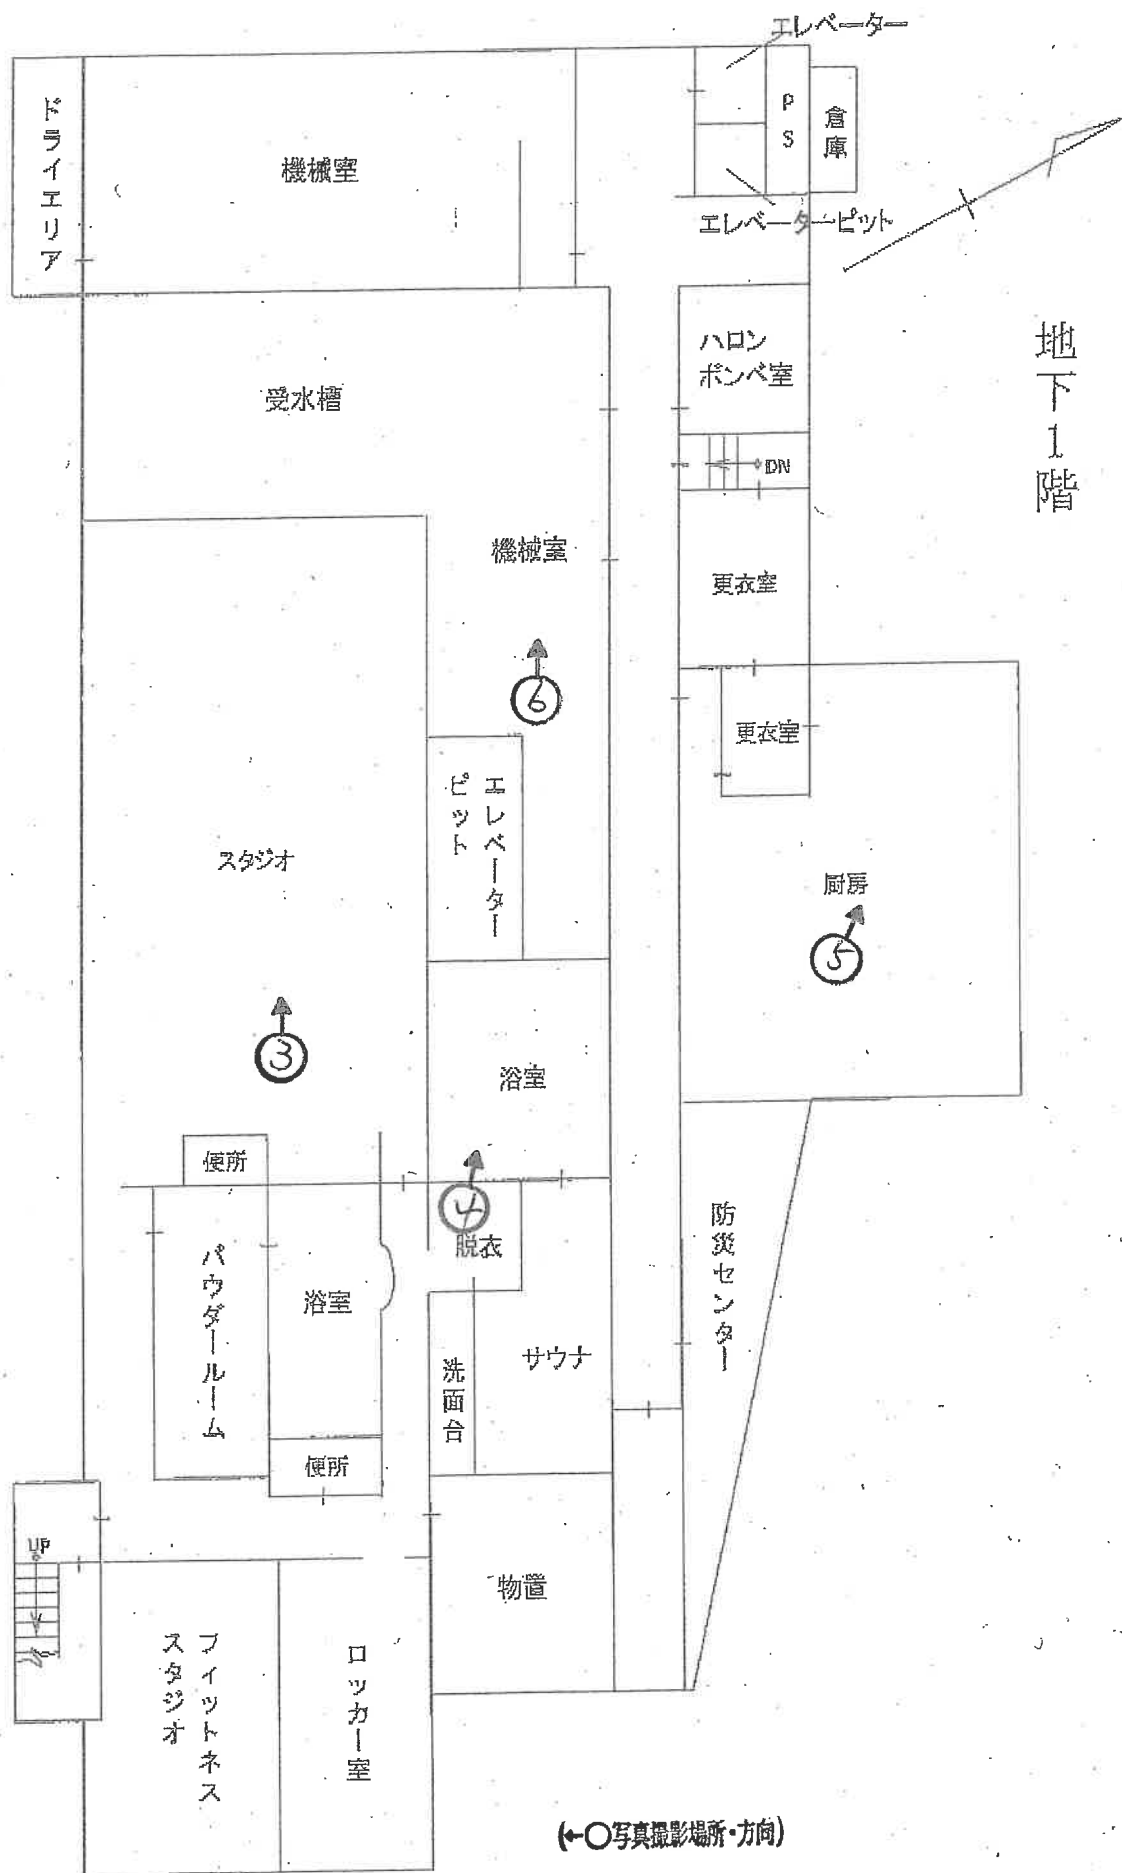 エレベーター
ドライエリア
機械室
PS
倉庫
エレベーターピット
地下1階
ハロン
ボンベ室
受水槽
DN
機械室
更衣室
6
更衣室
エレベーター
ピット
スタジオ
厨房
5
3
浴室
便所
4
脱衣
防災センター
パウダールーム
浴室
サウナ
洗面台
便所
UP
物置
フィットネス
スタジオ
ロッカー室
(←○写真撮影場所・方向)